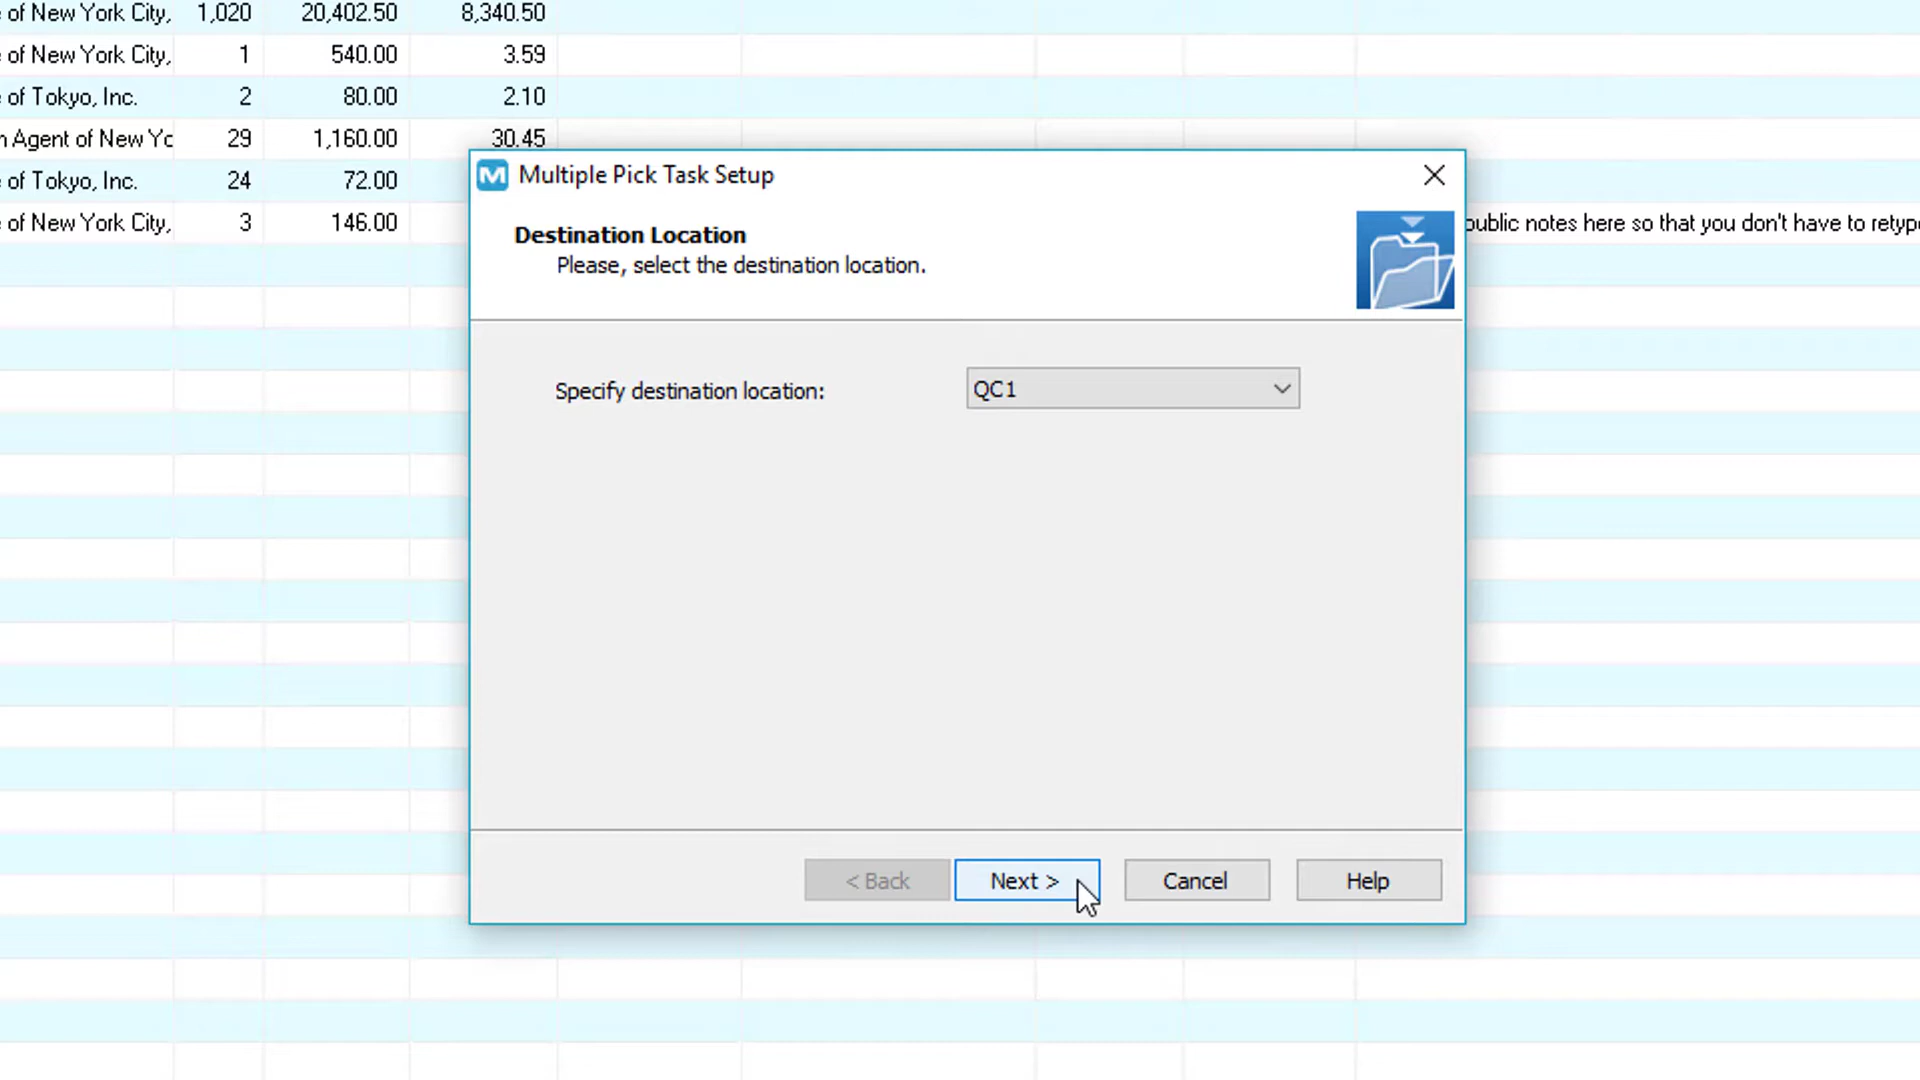 e of New York City, 1,020 20,402.50 8,340.50
e of New York City, 1 540.00 3.59
e of Tokyo, Inc. 2 80.00 2.10
n Agent of New Yo 29 1,160.00 30.45
e of Tokyo, Inc. 24 72.00
e of New York City, 3 146.00
public notes here so that you don't have to retype
M Multiple Pick Task Setup
Destination Location
Please, select the destination location.
Specify destination location: QC1
< Back Next > Cancel Help